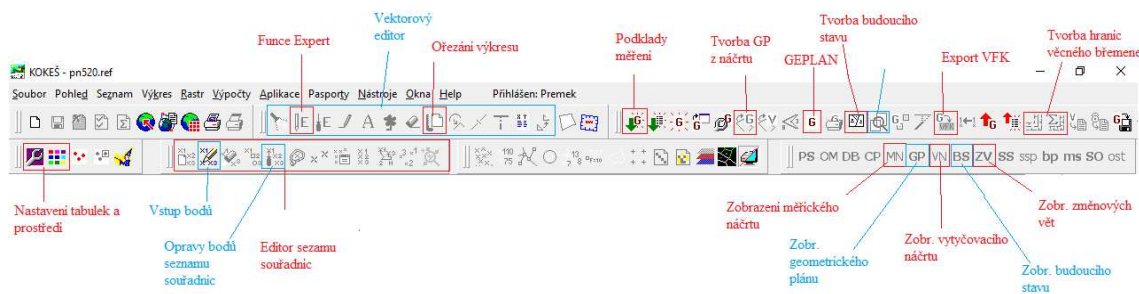 Vektorový
editor
Funce Expert
Ořezání výkresu
Podklady
měření
Tvorba GP
z náčrtu
Tvorba budoucího
stavu
GEPLAN
Export VFK
Tvorba hranic
věcného břemene
KOKEŠ - pn520.ref
Soubor Pohled Seznam Výkres Rastr Výpočty Aplikace Pasporty Nástroje Okna Help Přihlášen: Premek
PS OM DB CP MN GP VN BS ZV SS ssp bp ms SO ost
Nastavení tabulek a
prostředí
Vstup bodů
Opravy bodů
seznamu
souřadnic
Editor sezamu
souřadnic
Zobrazení měřického
náčrtu
Zobr.
geometrického
plánu
Zobr. vytyčovacího
náčrtu
Zobr. změnových
vět
Zobr. budoucího
stavu